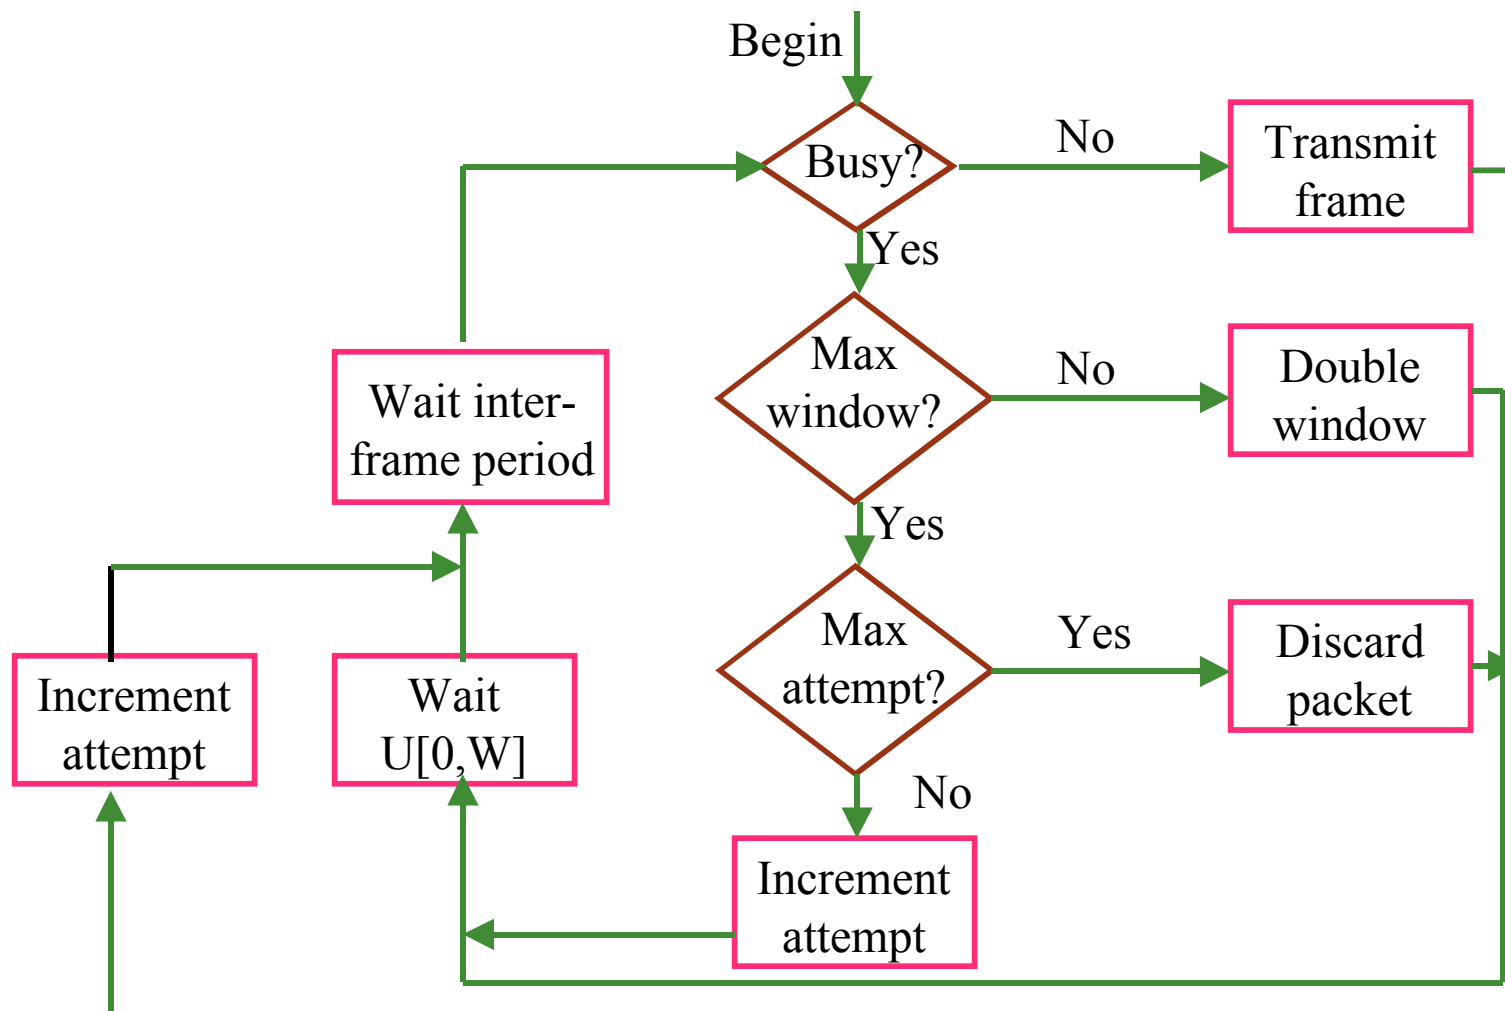 Begin
Busy?
No
Transmit
frame
Yes
Max
window?
No
Double
window
Wait inter-
frame period
Yes
Max
attempt?
Yes
Discard
packet
Increment
attempt
Wait
U[0,W]
No
Increment
attempt